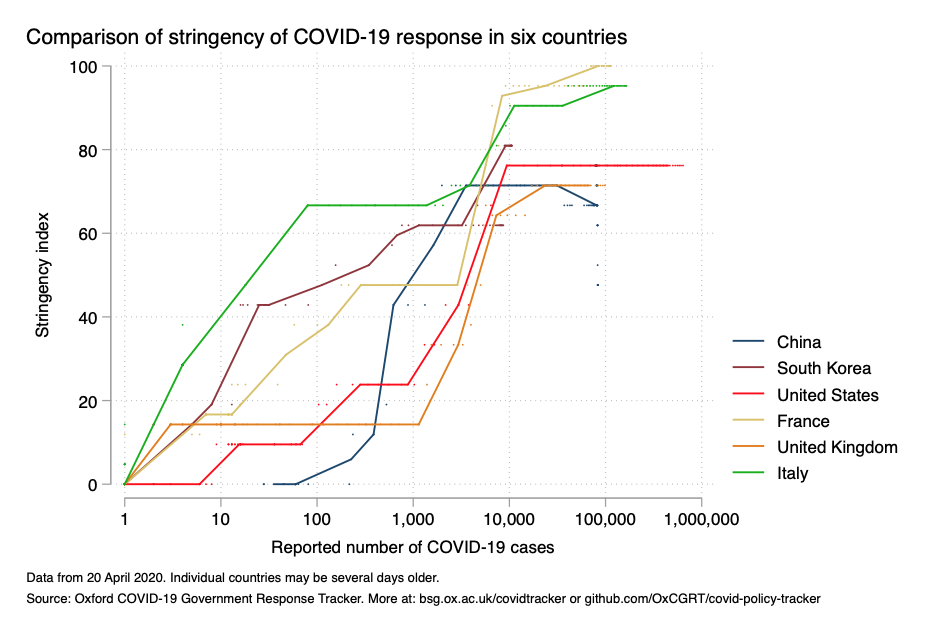 Comparison of stringency of COVID-19 response in six countries
100
80
60
40
20
0
Stringency index
1
10
100
1,000
10,000
100,000
1,000,000
Reported number of COVID-19 cases
China
South Korea
United States
France
United Kingdom
Italy
Data from 20 April 2020. Individual countries may be several days older.
Source: Oxford COVID-19 Government Response Tracker. More at: bsg.ox.ac.uk/covidtracker or github.com/OxCGRT/covid-policy-tracker